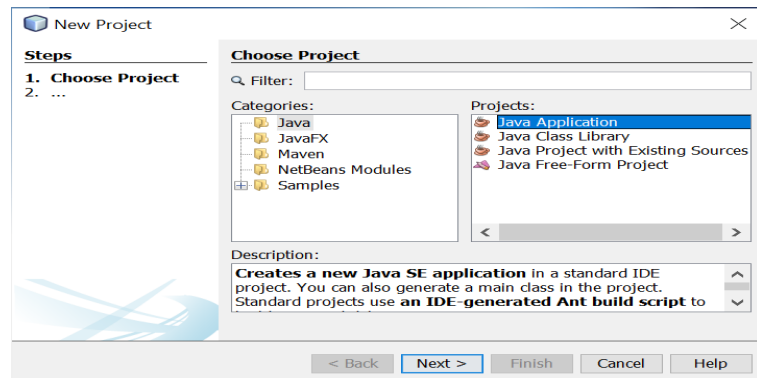 New Project
Steps
1. Choose Project
2. ...
Choose Project
Filter:
Categories:
Java
JavaFX
Maven
NetBeans Modules
Samples
Projects:
Java Application
Java Class Library
Java Project with Existing Sources
Java Free-Form Project
Description:
Creates a new Java SE application in a standard IDE
project. You can also generate a main class in the project.
Standard projects use an IDE-generated Ant build script to
< Back Next > Finish Cancel Help